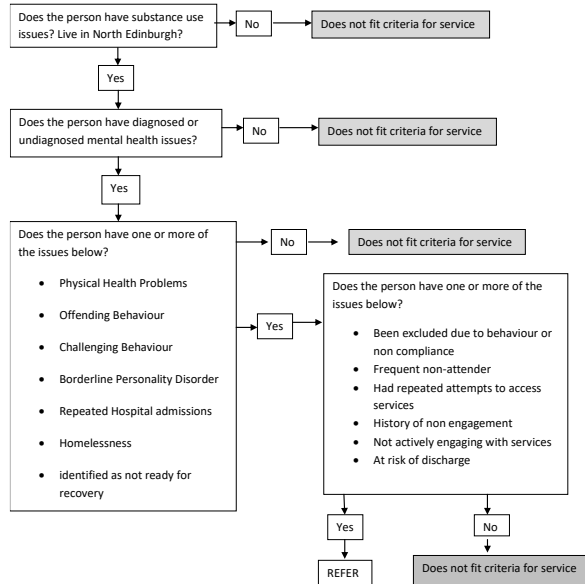 Does the person have substance use
issues? Live in North Edinburgh?
No
Does not fit criteria for service
Yes
Does the person have diagnosed or
undiagnosed mental health issues?
No
Does not fit criteria for service
Yes
Does the person have one or more of
the issues below?
• Physical Health Problems
• Offending Behaviour
• Challenging Behaviour
• Borderline Personality Disorder
• Repeated Hospital admissions
• Homelessness
• identified as not ready for
recovery
No
Does not fit criteria for service
Yes
Does the person have one or more of the
issues below?
• Been excluded due to behaviour or
non compliance
• Frequent non-attender
• Had repeated attempts to access
services
• History of non engagement
• Not actively engaging with services
• At risk of discharge
Yes
No
REFER
Does not fit criteria for service